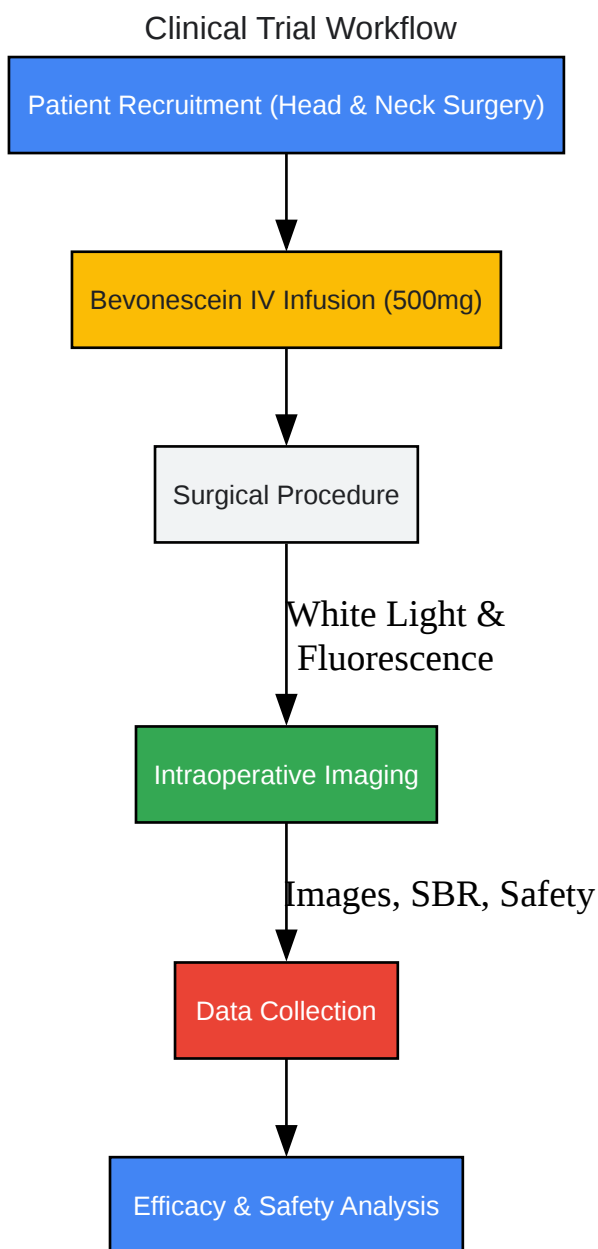 Clinical Trial Workflow
Patient Recruitment (Head & Neck Surgery)
Bevonescein IV Infusion (500mg)
Surgical Procedure
White Light &
Fluorescence
Intraoperative Imaging
Images, SBR, Safety
Data Collection
Efficacy & Safety Analysis